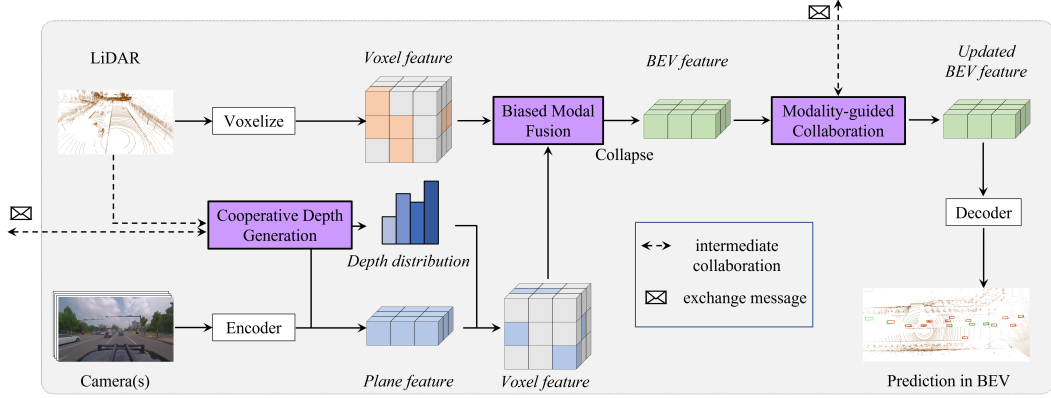 LiDAR
Voxelize
Voxel feature
Biased Modal
Fusion
Collapse
BEV feature
Modality-guided
Collaboration
Updated
BEV feature
Cooperative Depth
Generation
Depth distribution
Decoder
intermediate
collaboration
exchange message
Encoder
Camera(s)
Plane feature
Voxel feature
Prediction in BEV